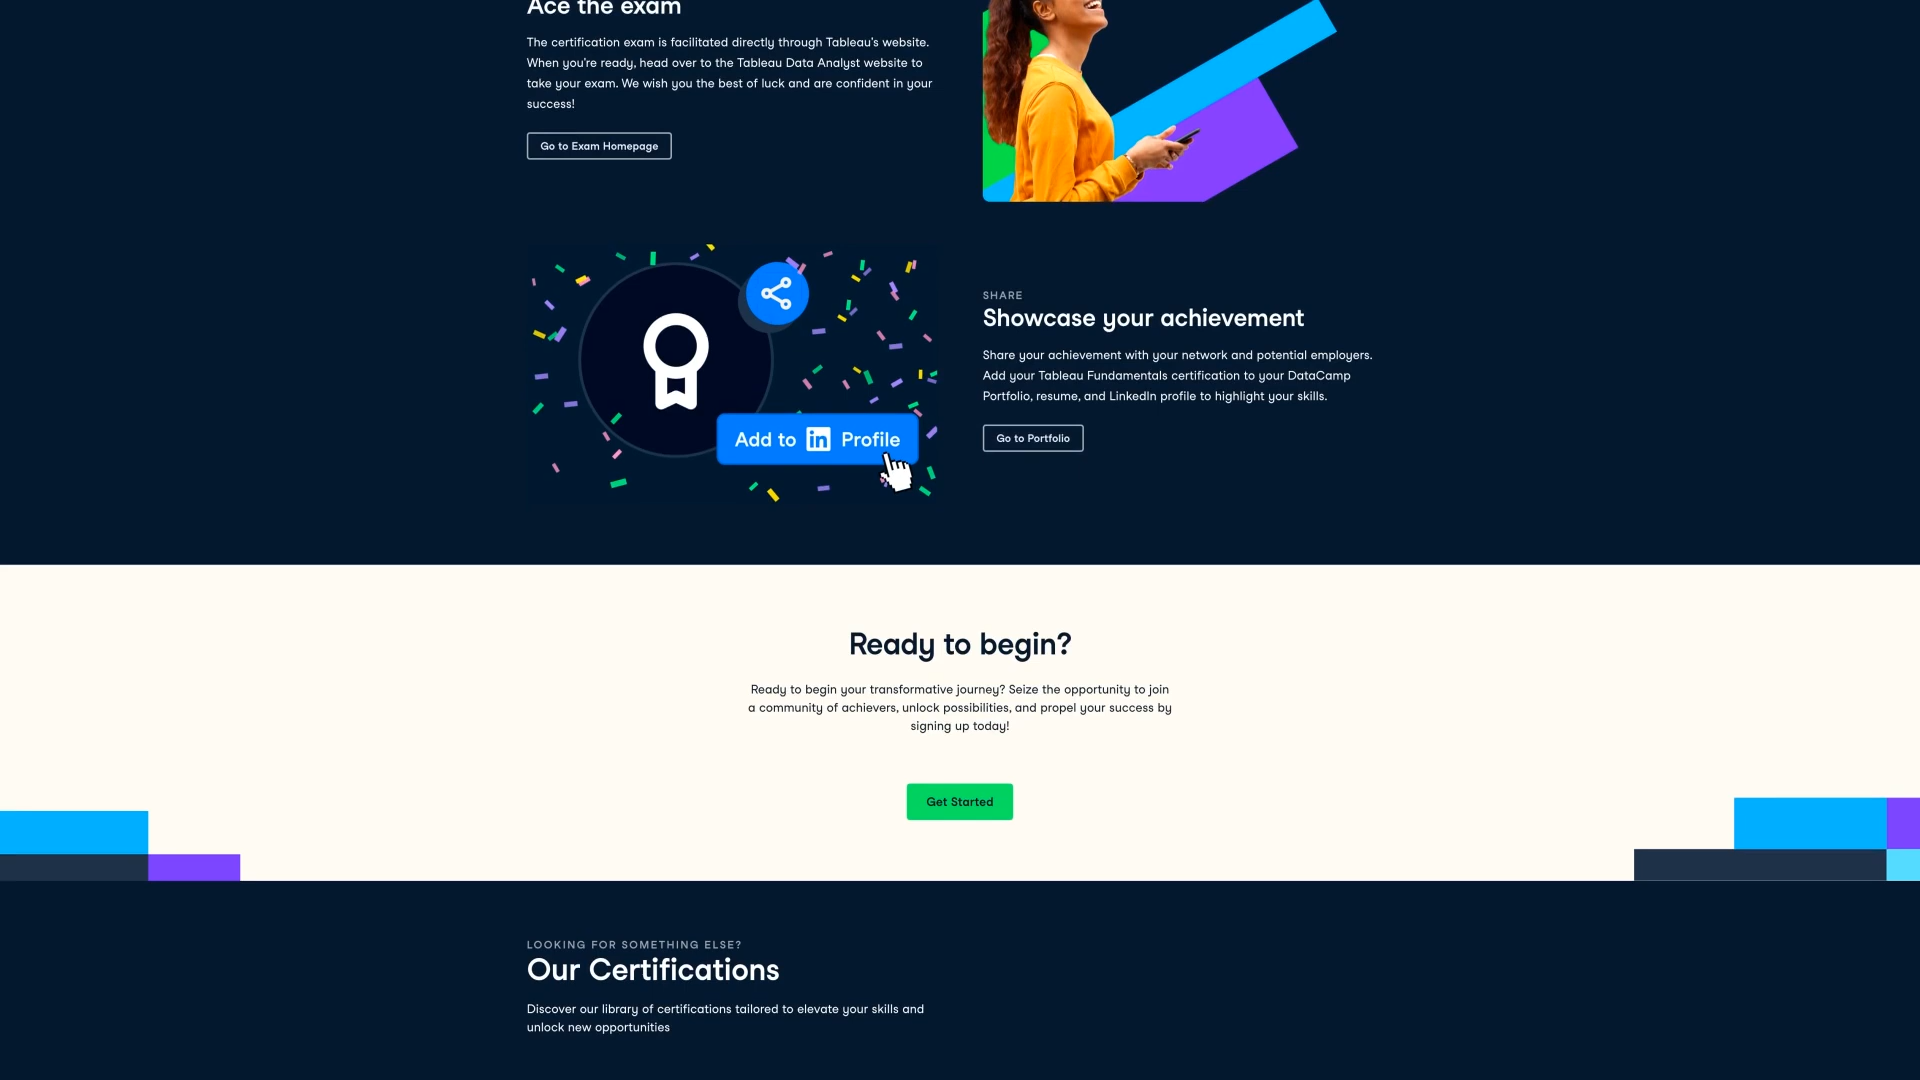 Ace the exam
The certification exam is facilitated directly through Tableau's website.
When you're ready, head over to the Tableau Data Analyst website to
take your exam. We wish you the best of luck and are confident in your
success!
Go to Exam Homepage
Add to in Profile
SHARE
Showcase your achievement
Share your achievement with your network and potential employers.
Add your Tableau Fundamentals certification to your DataCamp
Portfolio, resume, and LinkedIn profile to highlight your skills.
Go to Portfolio
Ready to begin?
Ready to begin your transformative journey? Seize the opportunity to join
a community of achievers, unlock possibilities, and propel your success by
signing up today!
Get Started
LOOKING FOR SOMETHING ELSE?
Our Certifications
Discover our library of certifications tailored to elevate your skills and
unlock new opportunities